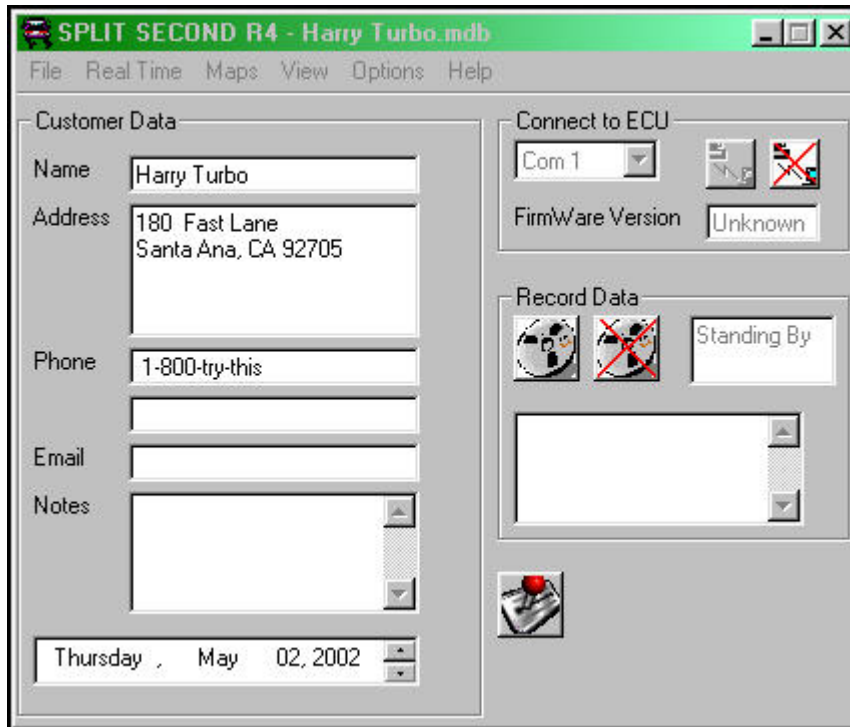 SPLIT SECOND R4 - Harry Turbo.mdb
File Real Time Maps View Options Help
Customer Data
Name Harry Turbo
Address 180 Fast Lane
Santa Ana, CA 92705
Phone 1-800-try-this
Email
Notes
Thursday , May 02, 2002
Connect to ECU
Com 1
FirmWare Version Unknown
Record Data
Standing By